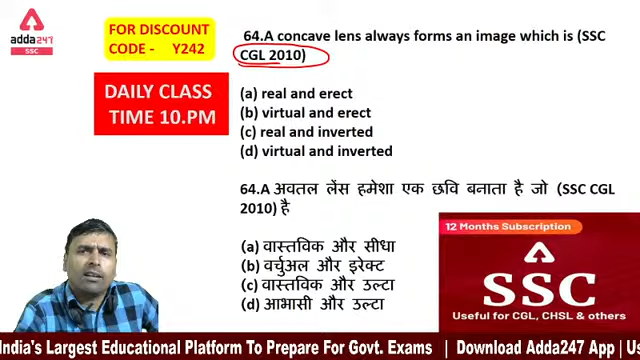 adda247
SSC
FOR DISCOUNT
CODE - Y242
DAILY CLASS
TIME 10.PM
64.A concave lens always forms an image which is (SSC
CGL 2010)
(a) real and erect
(b) virtual and erect
(c) real and inverted
(d) virtual and inverted
64.A अवतल लेंस हमेशा एक छवि बनाता है जो (SSC CGL
2010) है
(a) वास्तविक और सीधा
(b) वर्चुअल और इरेक्ट
(c) वास्तविक और उल्टा
(d) आभासी और उल्टा
12 Months Subscription
SSC
Useful for CGL, CHSL & others
India's Largest Educational Platform To Prepare For Govt. Exams | Download Adda247 App | Us